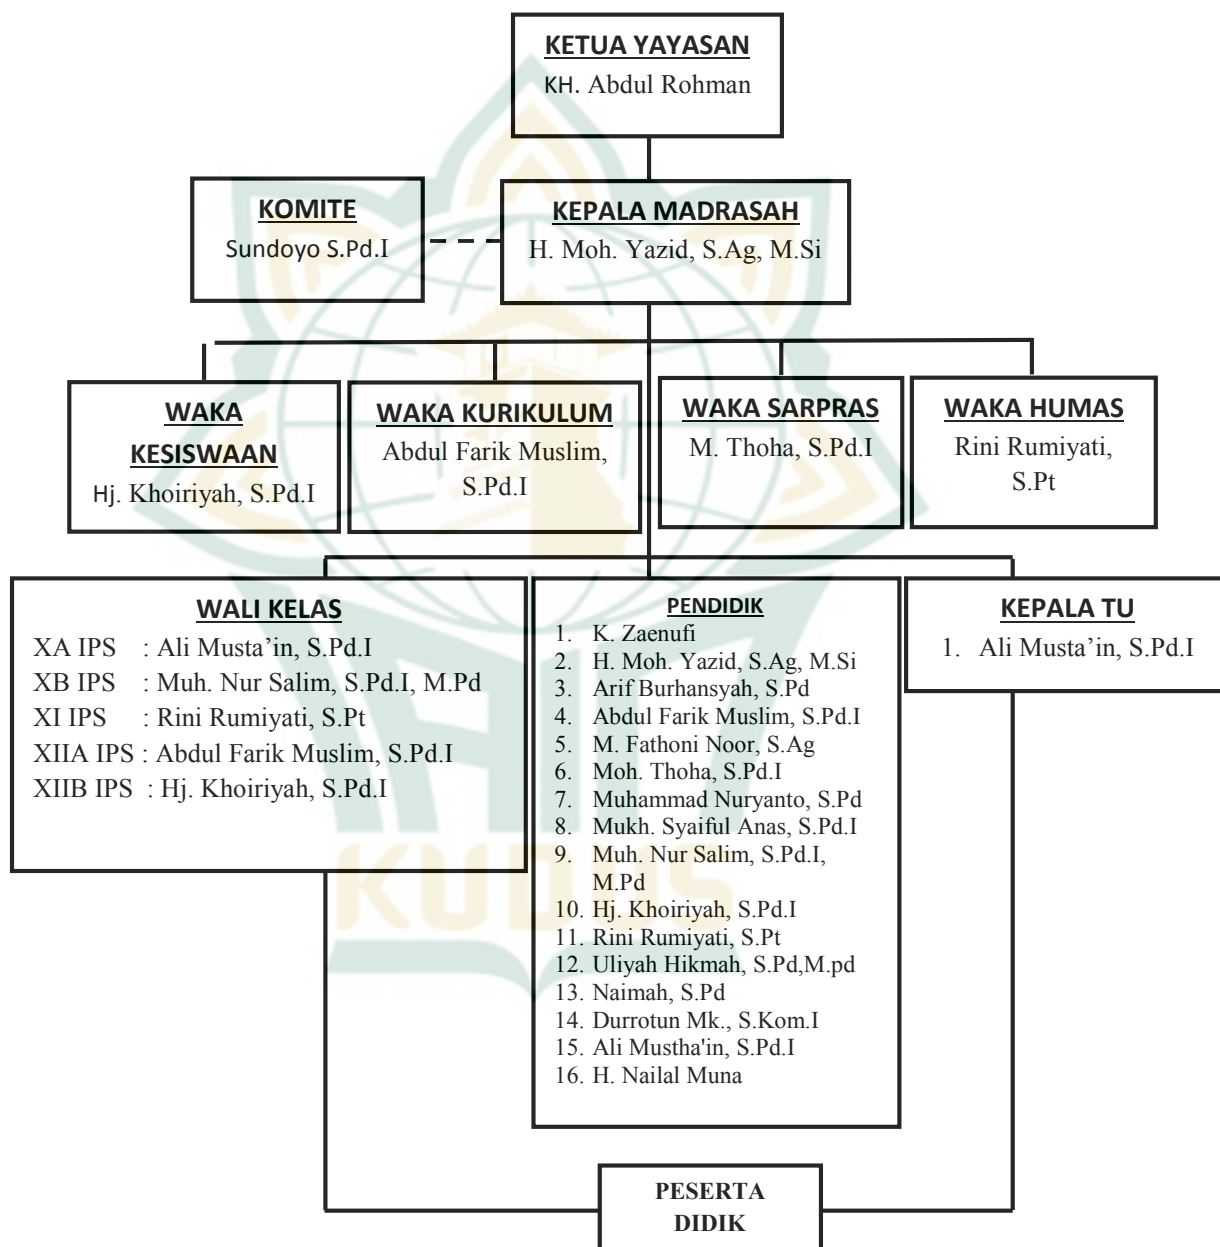 KETUA YAYASAN
KH. Abdul Rohman
KOMITE
Sundoyo S.Pd.I
KEPALA MADRASAH
H. Moh. Yazid, S.Ag, M.Si
WAKA
KESISWAAN
Hj. Khoiriyah, S.Pd.I
WAKA KURIKULUM
Abdul Farik Muslim,
S.Pd.I
WAKA SARPRAS
M. Thoha, S.Pd.I
WAKA HUMAS
Rini Rumiyati,
S.Pt
WALI KELAS
XA IPS : Ali Musta’in, S.Pd.I
XB IPS : Muh. Nur Salim, S.Pd.I, M.Pd
XI IPS : Rini Rumiyati, S.Pt
XIIA IPS : Abdul Farik Muslim, S.Pd.I
XIIB IPS : Hj. Khoiriyah, S.Pd.I
PENDIDIK
1. K. Zaenufi
2. H. Moh. Yazid, S.Ag, M.Si
3. Arif Burhansyah, S.Pd
4. Abdul Farik Muslim, S.Pd.I
5. M. Fathoni Noor, S.Ag
6. Moh. Thoha, S.Pd.I
7. Muhammad Nuryanto, S.Pd
8. Mukh. Syaiful Anas, S.Pd.I
9. Muh. Nur Salim, S.Pd.I,
M.Pd
10. Hj. Khoiriyah, S.Pd.I
11. Rini Rumiyati, S.Pt
12. Uliyah Hikmah, S.Pd,M.pd
13. Naimah, S.Pd
14. Durrotun Mk., S.Kom.I
15. Ali Mustha'in, S.Pd.I
16. H. Nailal Muna
KEPALA TU
1. Ali Musta’in, S.Pd.I
KUDUS
PESERTA
DIDIK